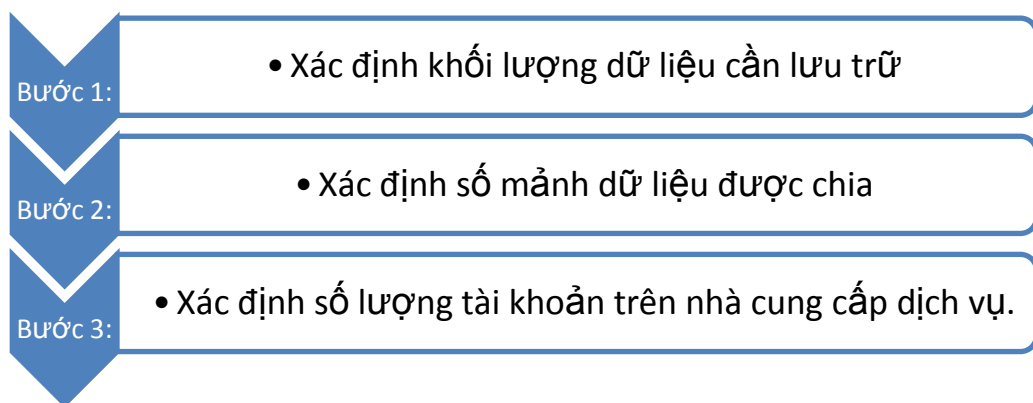 Bước 1:
• Xác định khối lượng dữ liệu cần lưu trữ
Bước 2:
• Xác định số mảnh dữ liệu được chia
Bước 3:
• Xác định số lượng tài khoản trên nhà cung cấp dịch vụ.